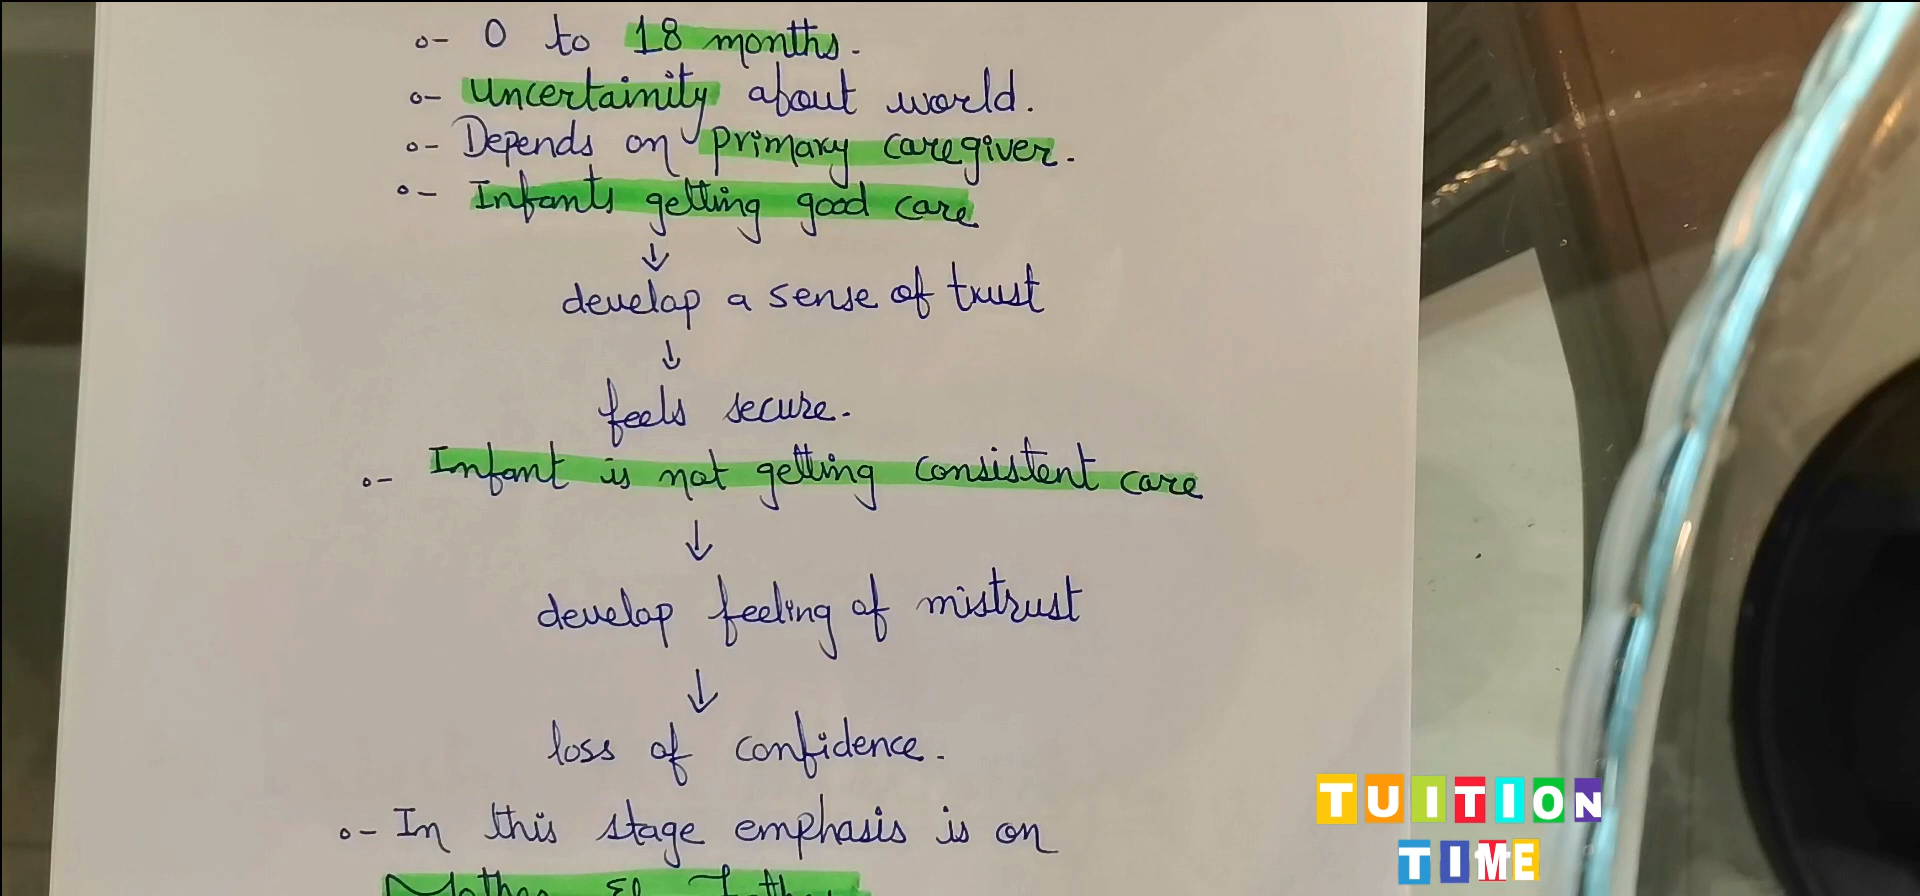 0 to 18 months.
Uncertainity about world.
Depends on primary caregiver.
Infants getting good care
↓
develop a sense of trust
↓
feels secure.
Infant is not getting consistent care
↓
develop feeling of mistrust
↓
loss of confidence.
In this stage emphasis is on
Mother & Father
TUITION
TIME